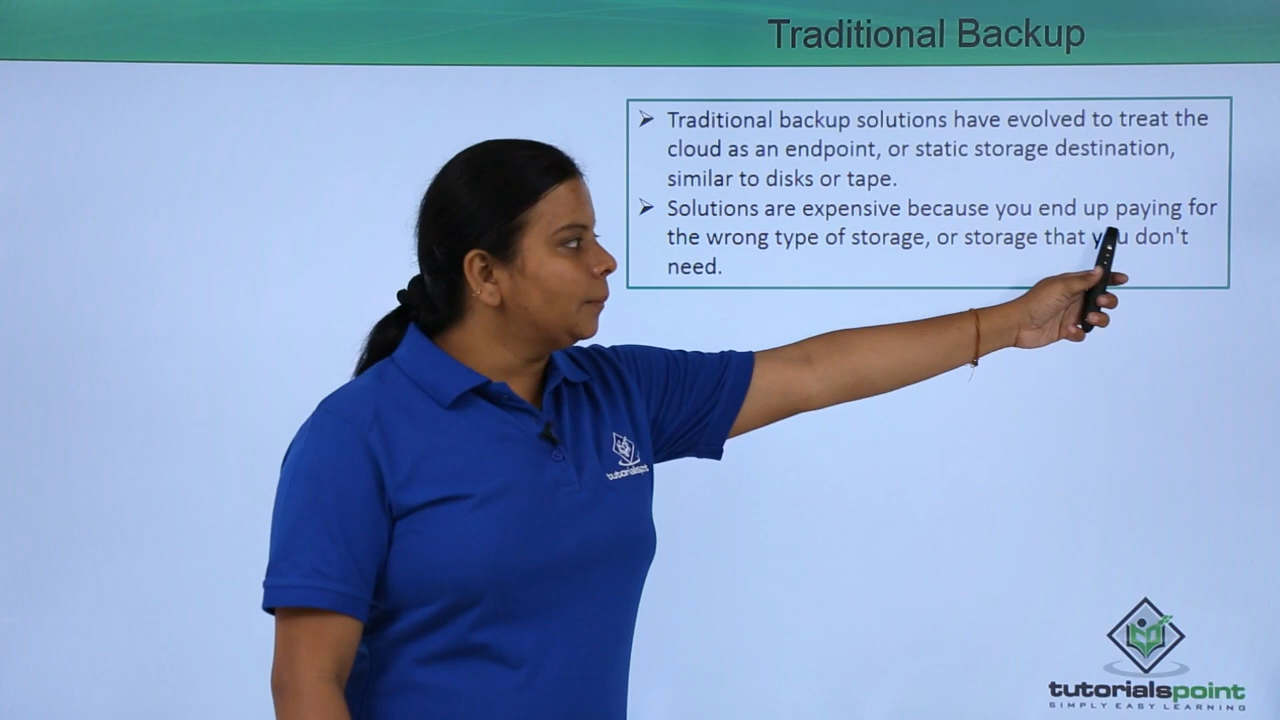 Traditional Backup
➢ Traditional backup solutions have evolved to treat the
cloud as an endpoint, or static storage destination,
similar to disks or tape.
➢ Solutions are expensive because you end up paying for
the wrong type of storage, or storage that you don't
need.
tutorialspoint
tutorialspoint
SIMPLY EASY LEARNING